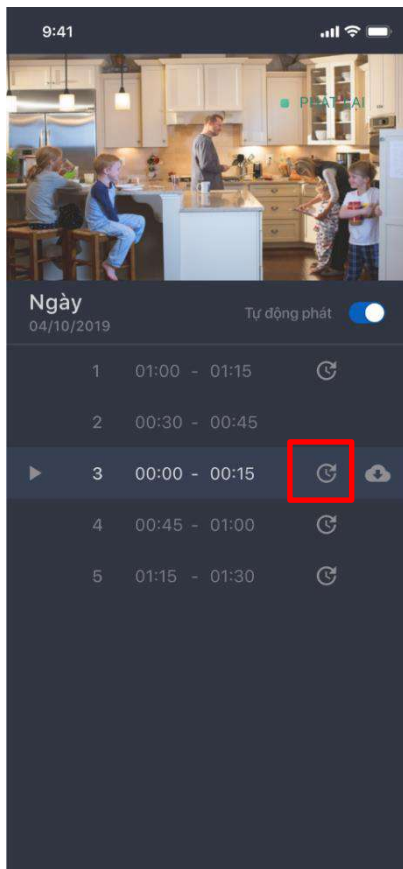 9:41
PHÁT LẠI
Ngày
04/10/2019
Tự động phát
1 01:00 - 01:15
2 00:30 - 00:45
3 00:00 - 00:15
4 00:45 - 01:00
5 01:15 - 01:30